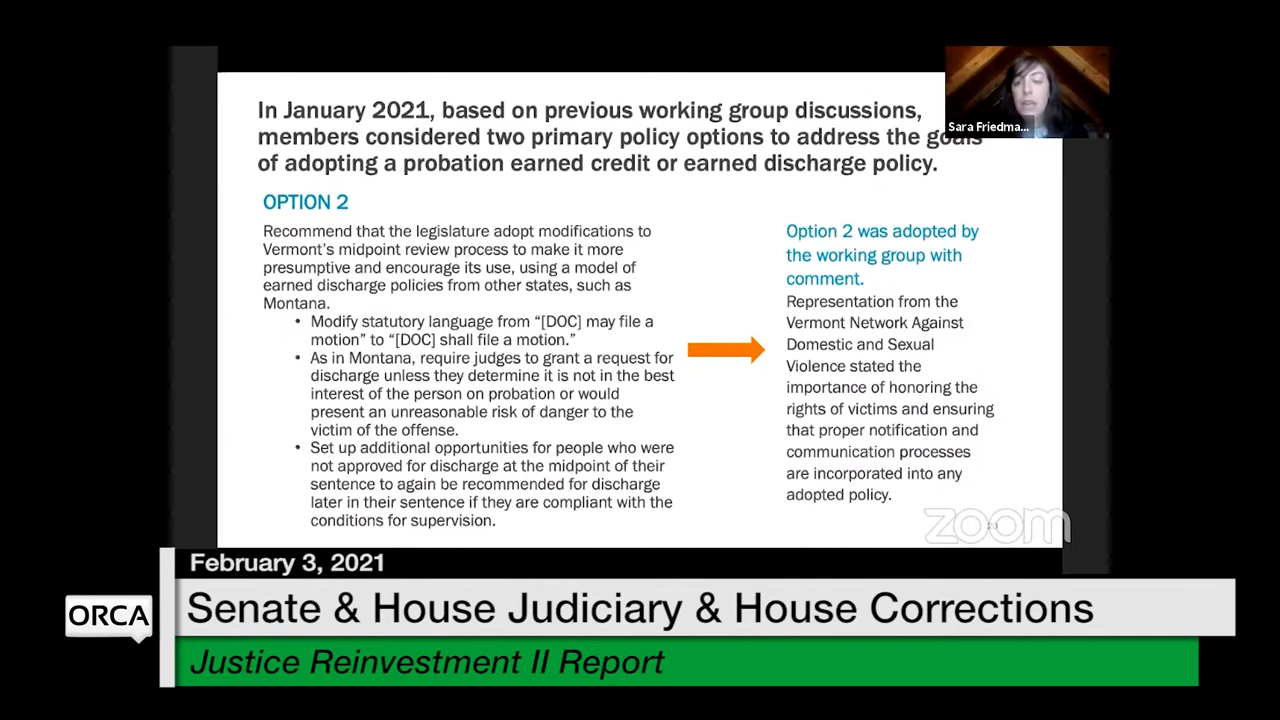 In January 2021, based on previous working group discussions,
members considered two primary policy options to address the goals
of adopting a probation earned credit or earned discharge policy.
Sara Friedma...
OPTION 2
Recommend that the legislature adopt modifications to
Vermont's midpoint review process to make it more
presumptive and encourage its use, using a model of
earned discharge policies from other states, such as
Montana.
• Modify statutory language from “[DOC] may file a
motion” to “[DOC] shall file a motion.”
• As in Montana, require judges to grant a request for
discharge unless they determine it is not in the best
interest of the person on probation or would
present an unreasonable risk of danger to the
victim of the offense.
• Set up additional opportunities for people who were
not approved for discharge at the midpoint of their
sentence to again be recommended for discharge
later in their sentence if they are compliant with the
conditions for supervision.
Option 2 was adopted by
the working group with
comment.
Representation from the
Vermont Network Against
Domestic and Sexual
Violence stated the
importance of honoring the
rights of victims and ensuring
that proper notification and
communication processes
are incorporated into any
adopted policy.
zoom
February 3, 2021
ORCA
Senate & House Judiciary & House Corrections
Justice Reinvestment II Report